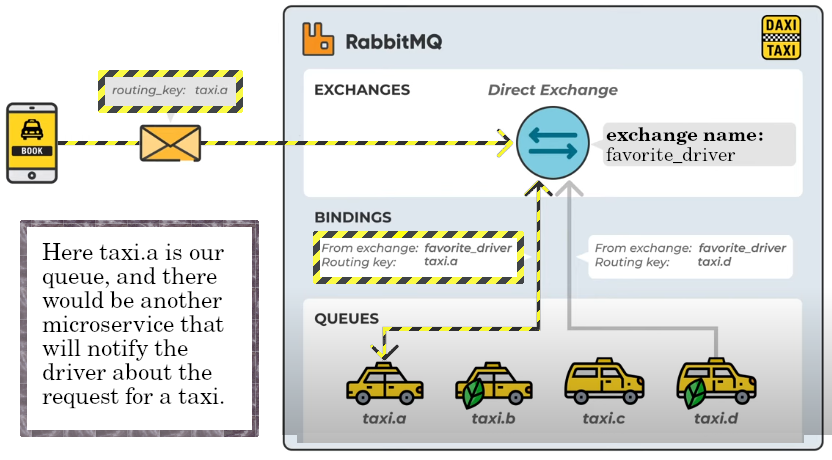 RabbitMQ
DAXI
TAXI
routing_key: taxi.a
EXCHANGES
Direct Exchange
BOOK
exchange name:
favorite_driver
BINDINGS
From exchange: favorite_driver
Routing key: taxi.a
From exchange: favorite_driver
Routing key: taxi.d
Here taxi.a is our
queue, and there
would be another
microservice that
will notify the
driver about the
request for a taxi.
QUEUES
taxi.a
taxi.b
taxi.c
taxi.d